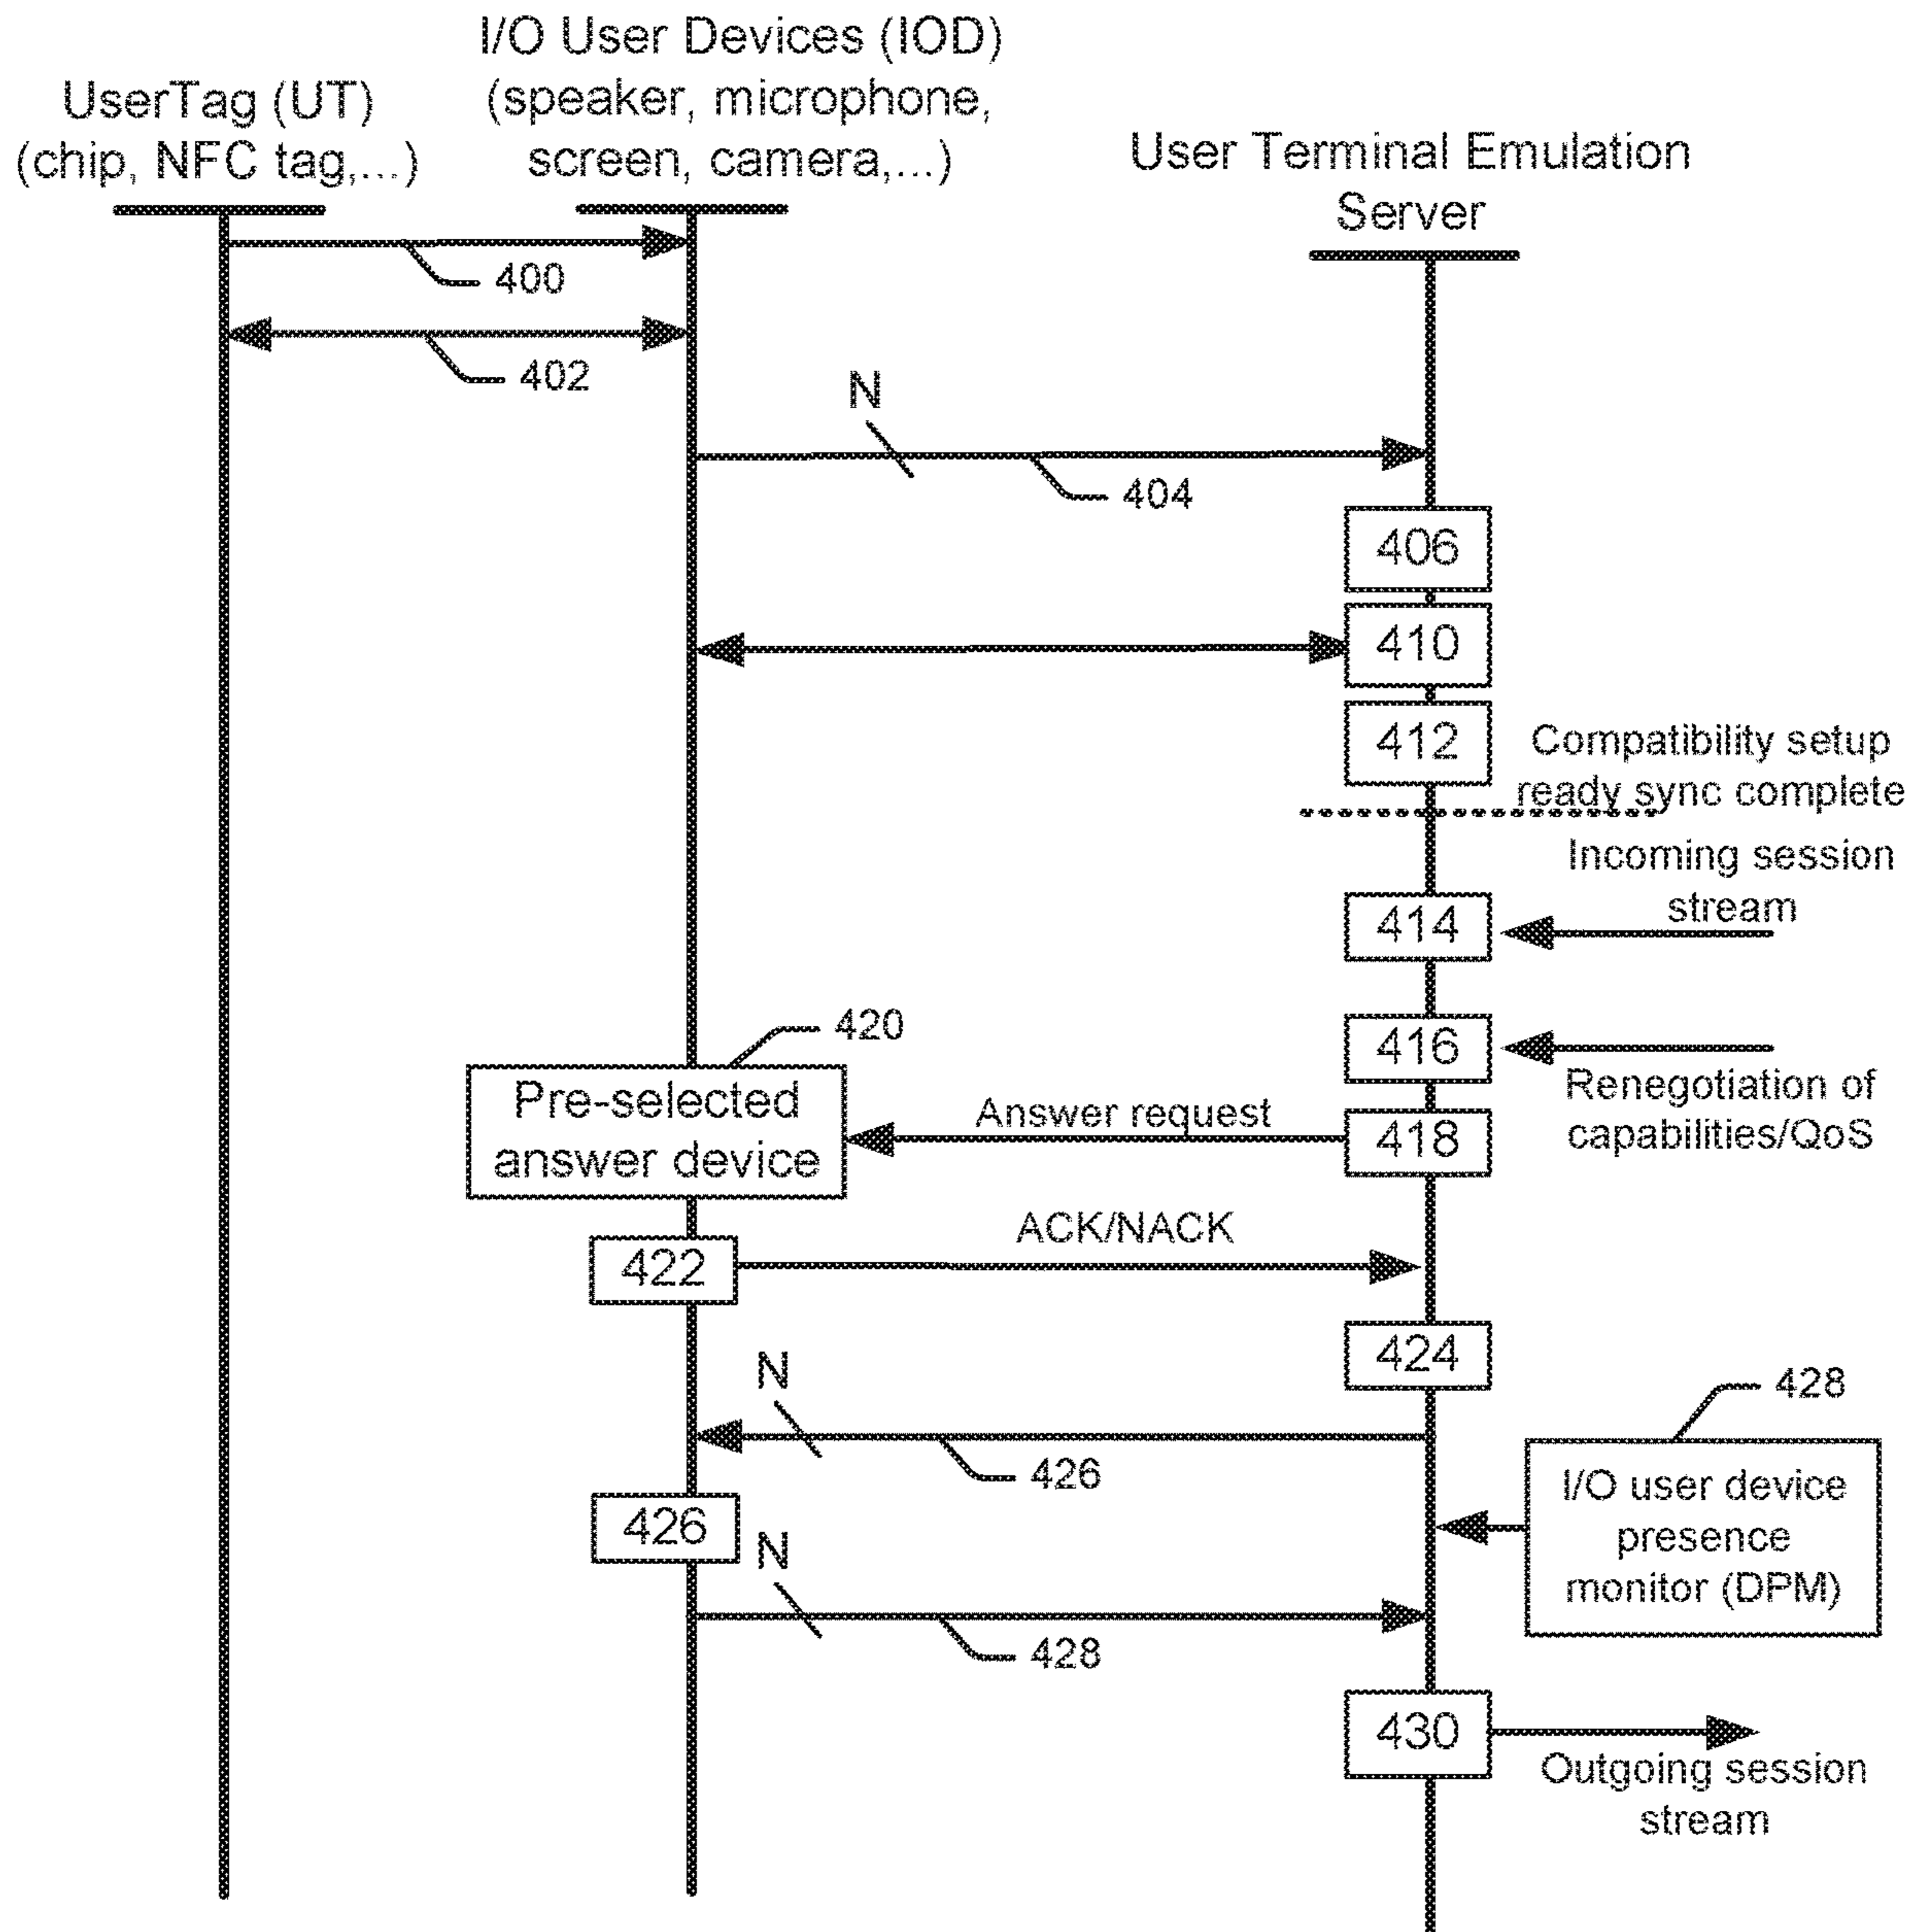 I/O User Devices (IOD)
(speaker, microphone,
screen, camera,...)
UserTag (UT)
(chip, NFC tag,...)
User Terminal Emulation
Server
400
402
N
404
406
410
412
Compatibility setup
ready sync complete
Incoming session
stream
414
420
416
Renegotiation of
capabilities/QoS
Pre-selected
answer device
Answer request
418
ACK/NACK
422
424
N
428
426
I/O user device
presence
monitor (DPM)
426
N
428
430
Outgoing session
stream